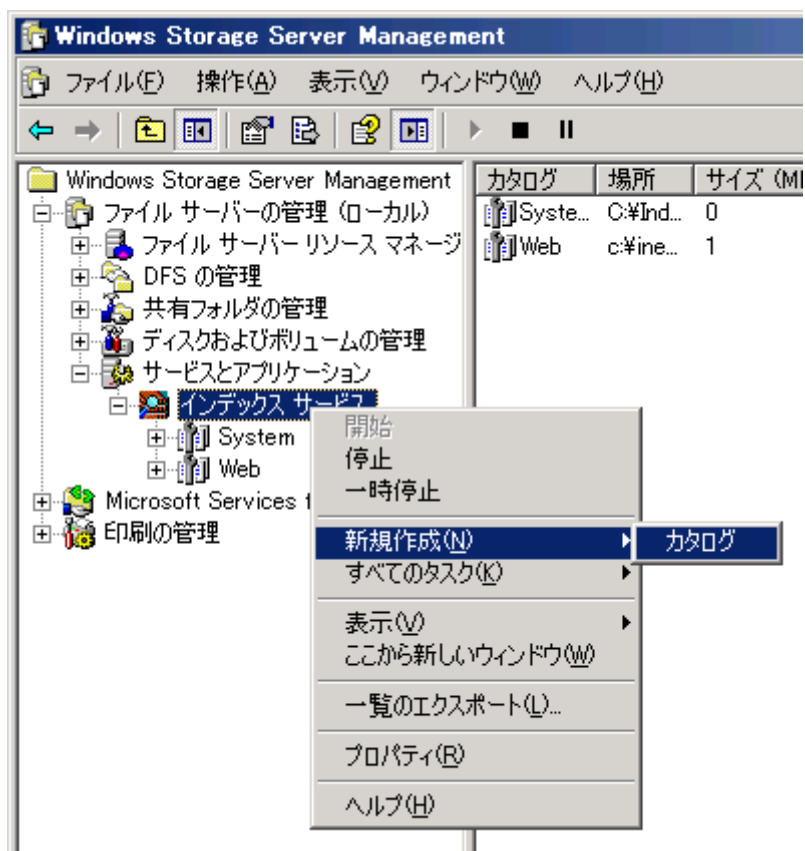 Windows Storage Server Management
ファイル(F) 操作(A) 表示(V) ウィンドウ(W) ヘルプ(H)
Windows Storage Server Management
ファイル サーバーの管理 (ローカル)
ファイル サーバー リソース マネージ
DFS の管理
共有フォルダの管理
ディスクおよびボリュームの管理
サービスとアプリケーション
インデックス サービス
System
Web
Microsoft Services f
印刷の管理
カタログ 場所 サイズ (M
Syste... C:¥Ind... 0
Web c:¥ine... 1
開始
停止
一時停止
新規作成(N)
カタログ
すべてのタスク(K)
表示(V)
ここから新しいウィンドウ(W)
一覧のエクスポート(L)...
プロパティ(R)
ヘルプ(H)